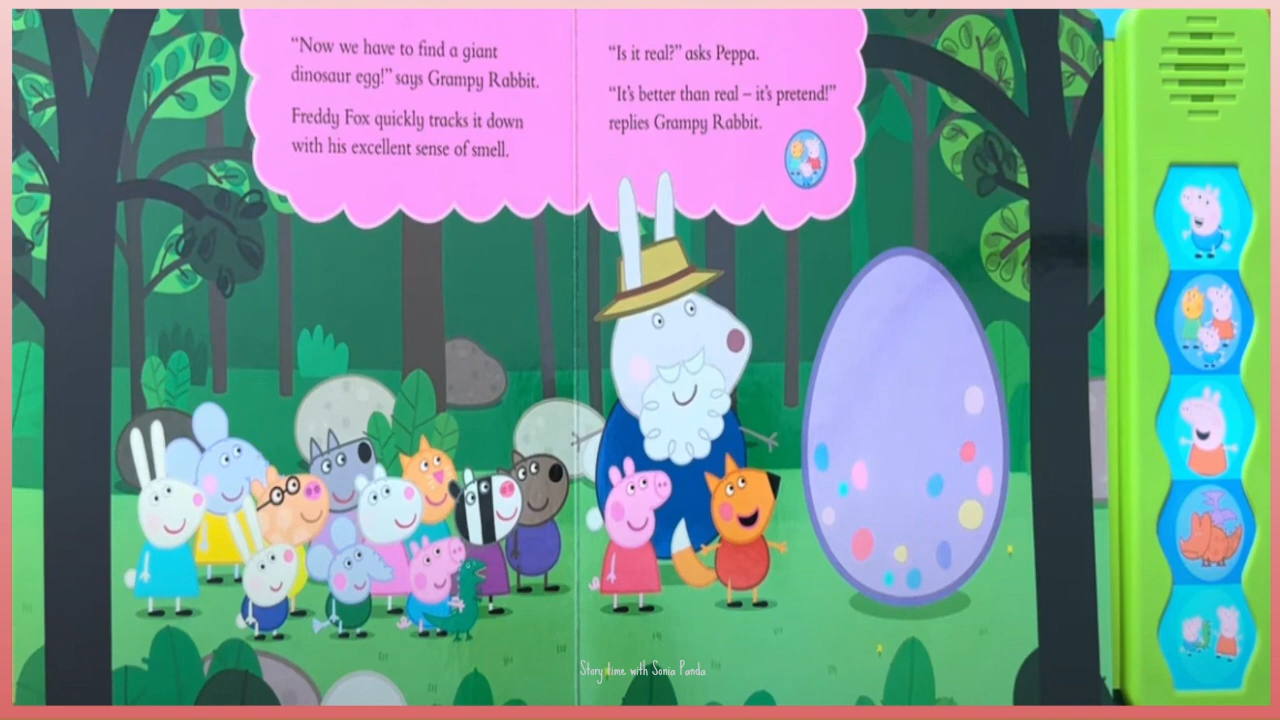 “Now we have to find a giant
dinosaur egg!” says Grampy Rabbit.
Freddy Fox quickly tracks it down
with his excellent sense of smell.
“Is it real?” asks Peppa.
“It’s better than real – it’s pretend!”
replies Grampy Rabbit.
Story time with Sonia Panda